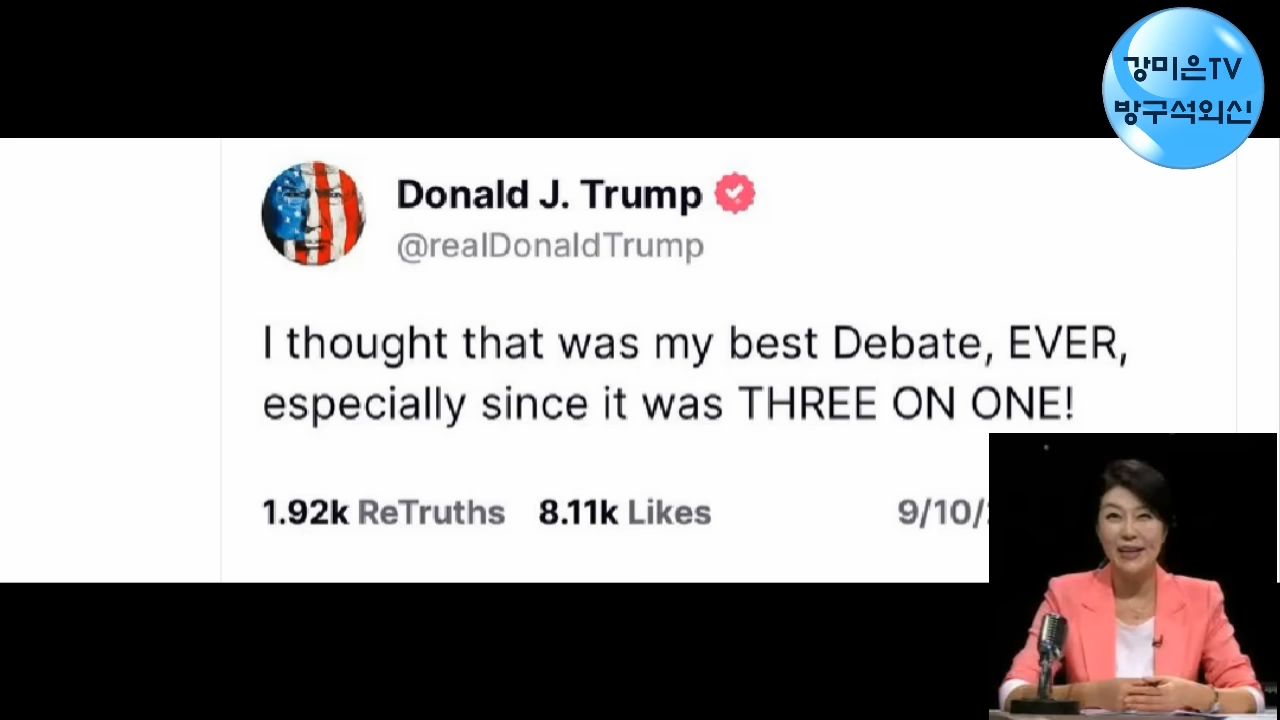 강미은TV
방구석외신
Donald J. Trump
@realDonaldTrump
I thought that was my best Debate, EVER,
especially since it was THREE ON ONE!
1.92k ReTruths 8.11k Likes 9/10/